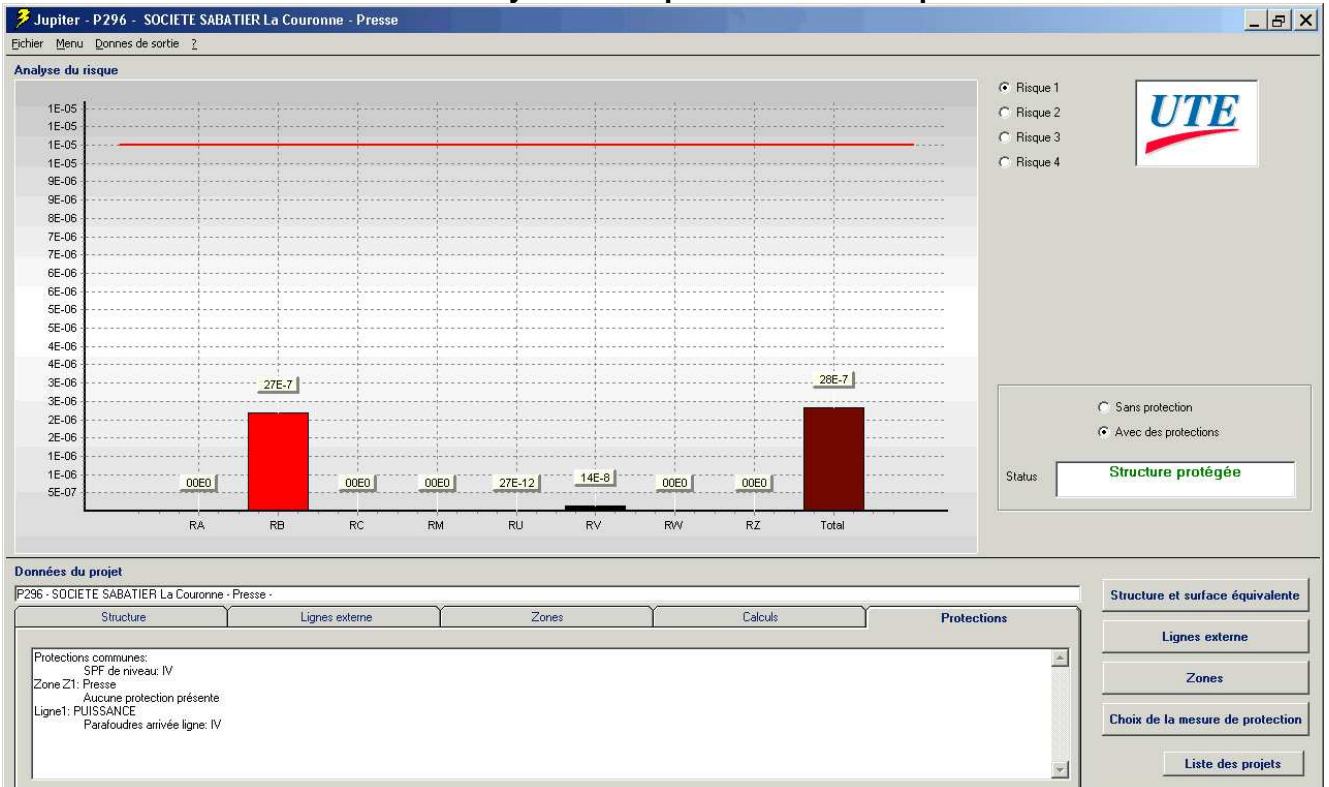 Jupiter - P296 - SOCIETE SABATIER La Couronne - Presse
Fichier Menu Donnes de sortie ?
Analyse du risque
1E-05
1E-05
1E-05
1E-05
9E-06
9E-06
8E-06
7E-06
7E-06
6E-06
6E-06
5E-06
5E-06
4E-06
4E-06
3E-06
3E-06
2E-06
2E-06
1E-06
1E-06
5E-07
00E0
27E-7
00E0
00E0
27E-12
14E-8
00E0
00E0
28E-7
RA RB RC RM RU RV RW RZ Total
Risque 1
Risque 2
Risque 3
Risque 4
UTE
Sans protection
Avec des protections
Status Structure protégée
Données du projet
P296 - SOCIETE SABATIER La Couronne - Presse -
Structure Lignes externe Zones Calculs Protections
Protections communes:
SPF de niveau: IV
Zone Z1: Presse
Aucune protection présente
Ligne1: PUISSANCE
Parafoudres arrivée ligne: IV
Structure et surface équivalente
Lignes externe
Zones
Choix de la mesure de protection
Liste des projets